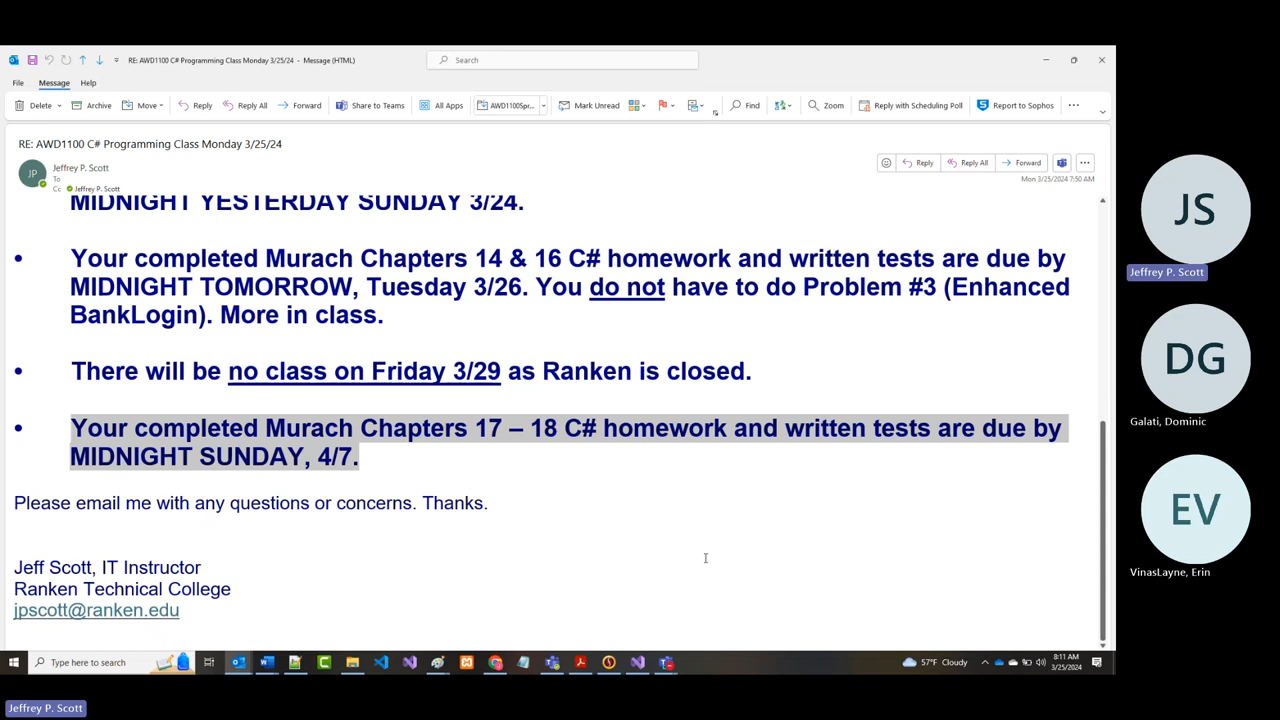 RE: AWD1100 C# Programming Class Monday 3/25/24 - Message (HTML)
Search
File Message Help
Delete Archive Move Reply Reply All Forward Share to Teams All Apps AWD1100Spr... Mark Unread Find Zoom Reply with Scheduling Poll Report to Sophos
RE: AWD1100 C# Programming Class Monday 3/25/24
JP
Jeffrey P. Scott
To
Cc Jeffrey P. Scott
Reply Reply All Forward
Mon 3/25/2024 7:50 AM
MIDNIGHT YESTERDAY SUNDAY 3/24.
• Your completed Murach Chapters 14 & 16 C# homework and written tests are due by
MIDNIGHT TOMORROW, Tuesday 3/26. You do not have to do Problem #3 (Enhanced
BankLogin). More in class.
• There will be no class on Friday 3/29 as Ranken is closed.
• Your completed Murach Chapters 17 – 18 C# homework and written tests are due by
MIDNIGHT SUNDAY, 4/7.
Please email me with any questions or concerns. Thanks.
Jeff Scott, IT Instructor
Ranken Technical College
jpscott@ranken.edu
Type here to search
57°F Cloudy
8:11 AM
3/25/2024
JS
Jeffrey P. Scott
DG
Galati, Dominic
EV
VinasLayne, Erin
Jeffrey P. Scott